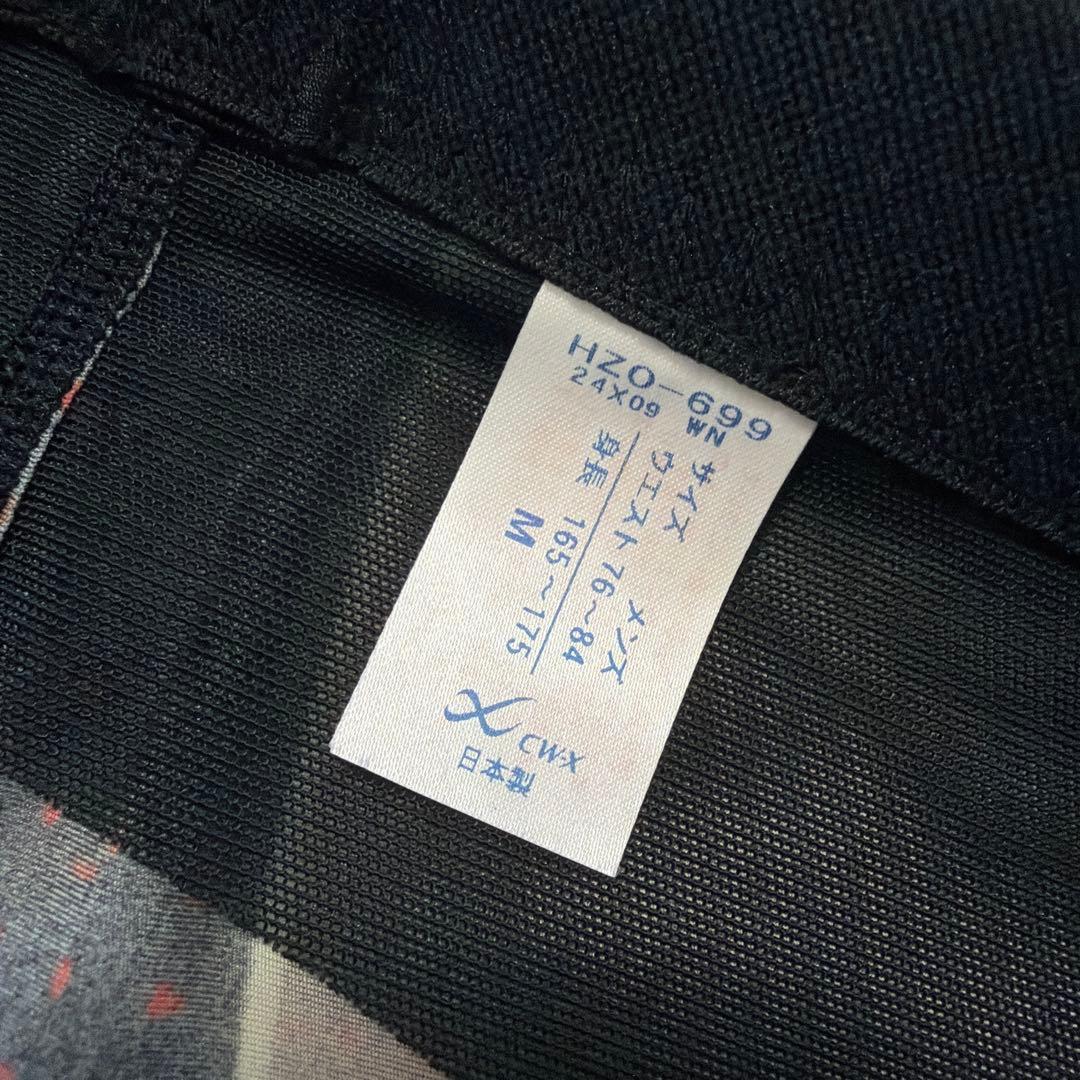 HZO-699
24X09 WN
サイズ メンズ
ウエスト 76〜84
身長 165〜175
M
CW-X
日本製